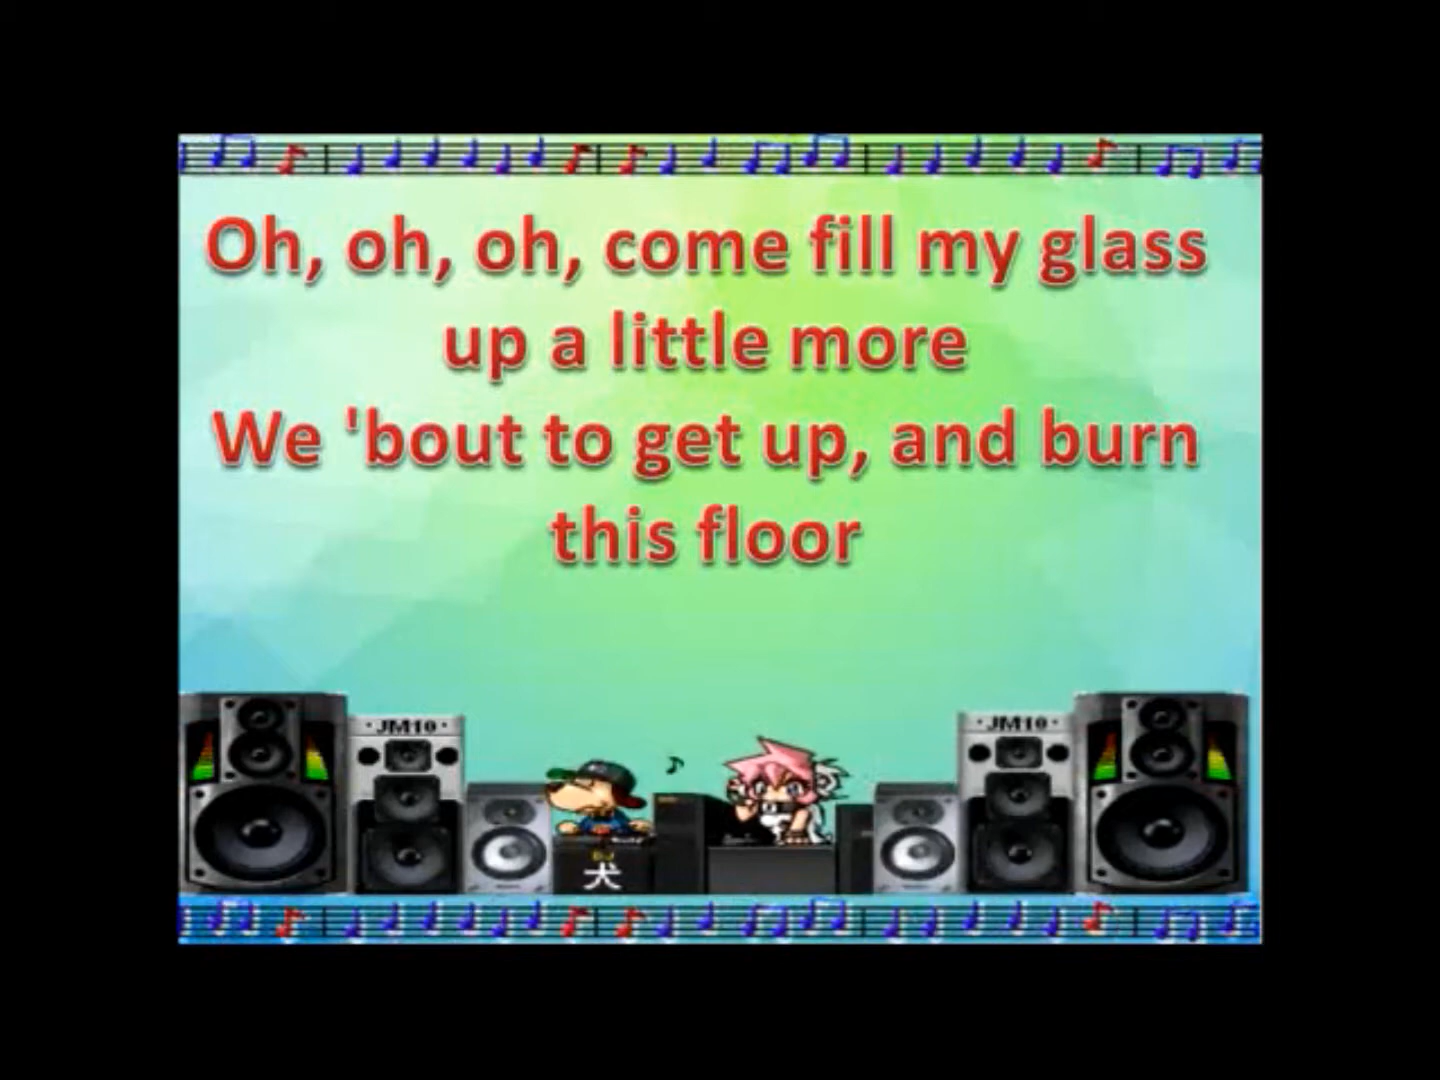 Oh, oh, oh, come fill my glass
up a little more
We 'bout to get up, and burn
this floor
JM10
JM10
DJ
犬